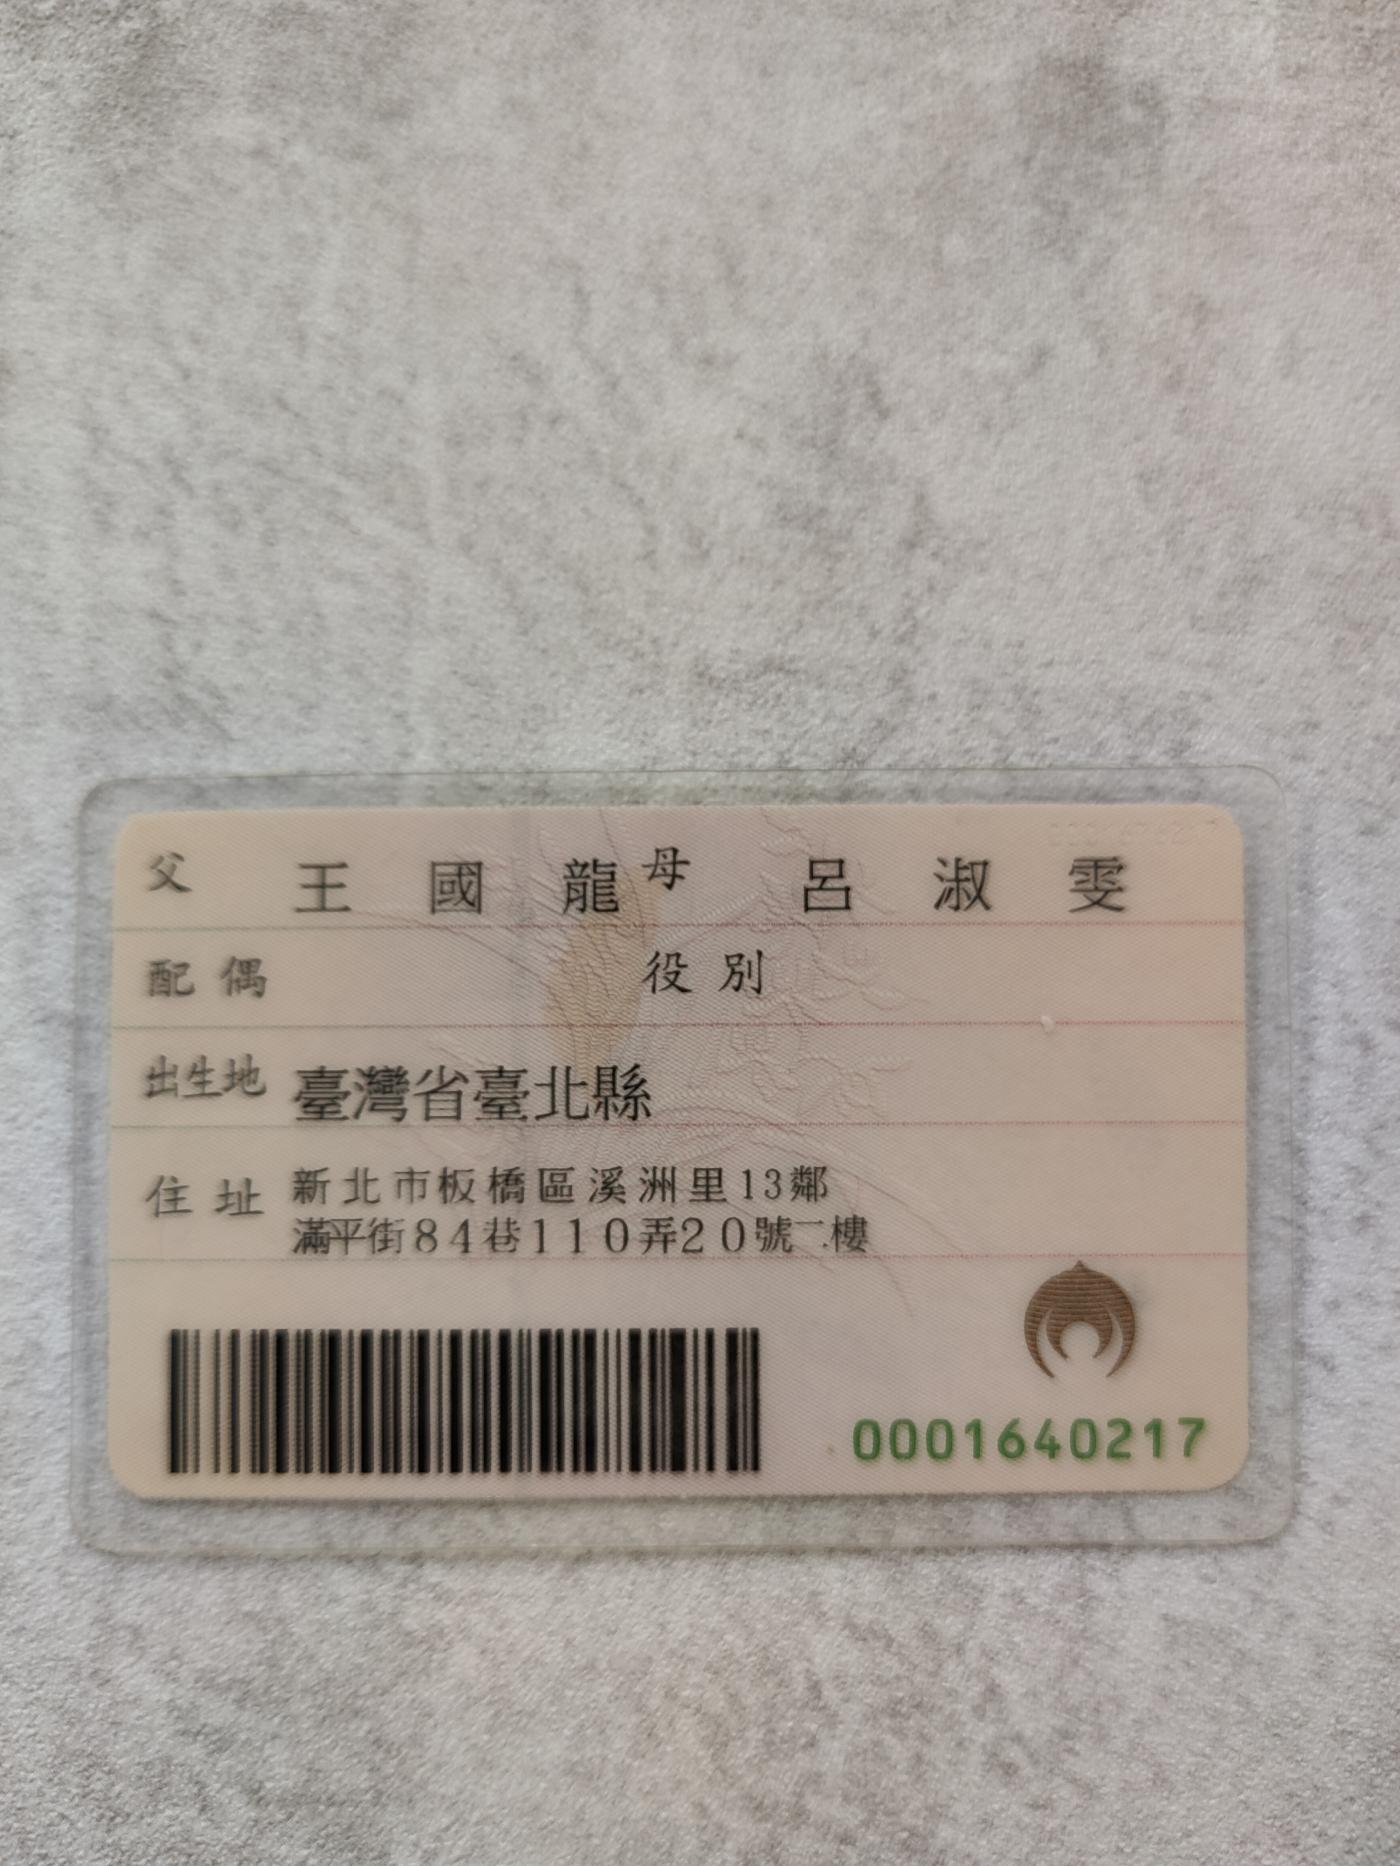 父 王國龍 母 呂淑雯
配偶 役別
出生地 臺灣省臺北縣
住址 新北市板橋區溪洲里13鄰
滿平街84巷110弄20號二樓
0001640217